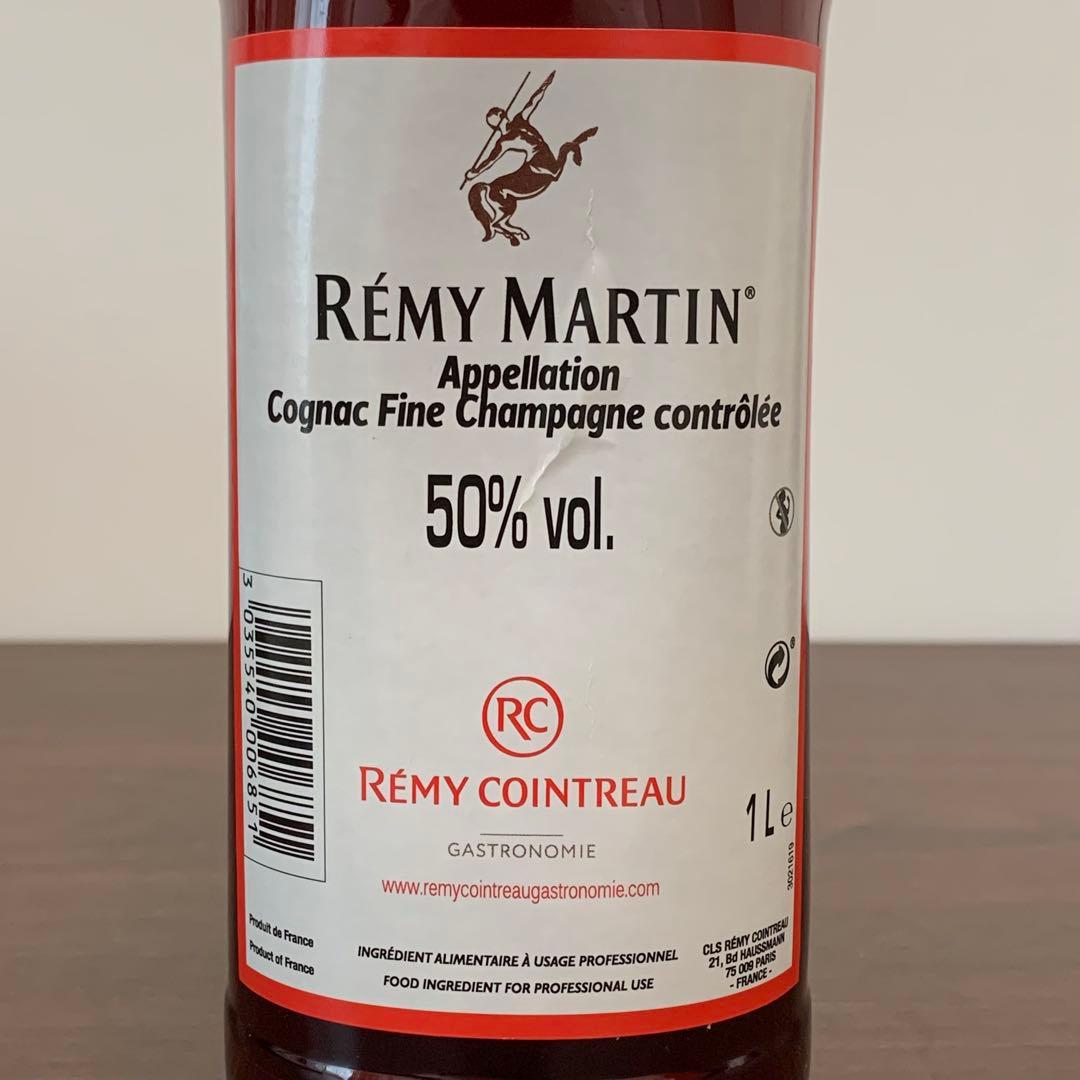 RÉMY MARTIN®
Appellation
Cognac Fine Champagne contrôlée
50% vol.
3 035540 006851
RC
RÉMY COINTREAU
GASTRONOMIE
www.remycointreaugastronomie.com
1 L e
3021619
Produit de France
Product of France
INGRÉDIENT ALIMENTAIRE À USAGE PROFESSIONNEL
FOOD INGREDIENT FOR PROFESSIONAL USE
CLS RÉMY COINTREAU
21, Bd HAUSSMANN
75 009 PARIS
- FRANCE -